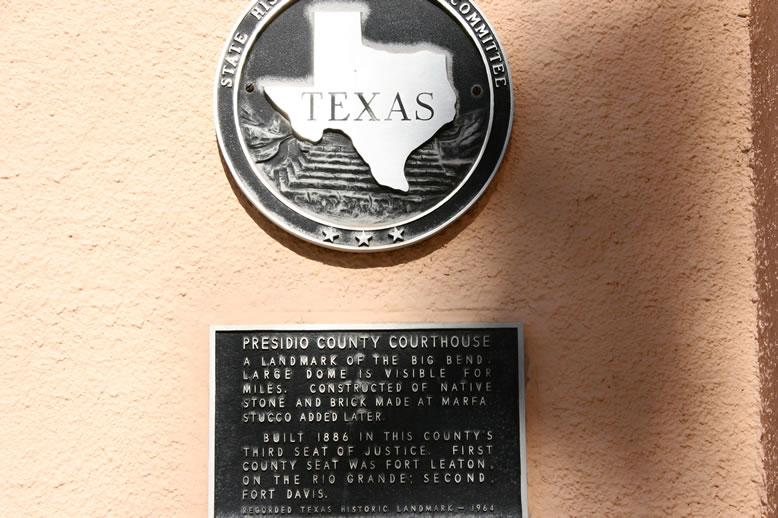 STATE HIS
COMMITTEE
TEXAS
PRESIDIO COUNTY COURTHOUSE
A LANDMARK OF THE BIG BEND.
LARGE DOME IS VISIBLE FOR
MILES. CONSTRUCTED OF NATIVE
STONE AND BRICK MADE AT MARFA.
STUCCO ADDED LATER.
BUILT 1886 IN THIS COUNTY'S
THIRD SEAT OF JUSTICE. FIRST
COUNTY SEAT WAS FORT LEATON,
ON THE RIO GRANDE; SECOND,
FORT DAVIS.
RECORDED TEXAS HISTORIC LANDMARK – 1964